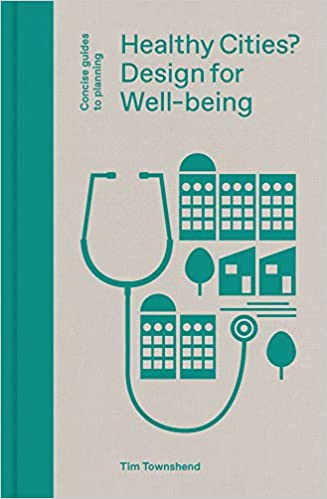 Concise guides
to planning
Healthy Cities?
Design for
Well-being
Tim Townshend